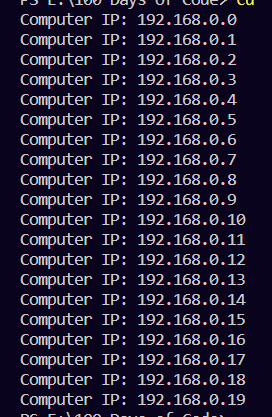 PS E:\100 Days of Code> cd
Computer IP: 192.168.0.0
Computer IP: 192.168.0.1
Computer IP: 192.168.0.2
Computer IP: 192.168.0.3
Computer IP: 192.168.0.4
Computer IP: 192.168.0.5
Computer IP: 192.168.0.6
Computer IP: 192.168.0.7
Computer IP: 192.168.0.8
Computer IP: 192.168.0.9
Computer IP: 192.168.0.10
Computer IP: 192.168.0.11
Computer IP: 192.168.0.12
Computer IP: 192.168.0.13
Computer IP: 192.168.0.14
Computer IP: 192.168.0.15
Computer IP: 192.168.0.16
Computer IP: 192.168.0.17
Computer IP: 192.168.0.18
Computer IP: 192.168.0.19
PS E:\100 Days of Code>